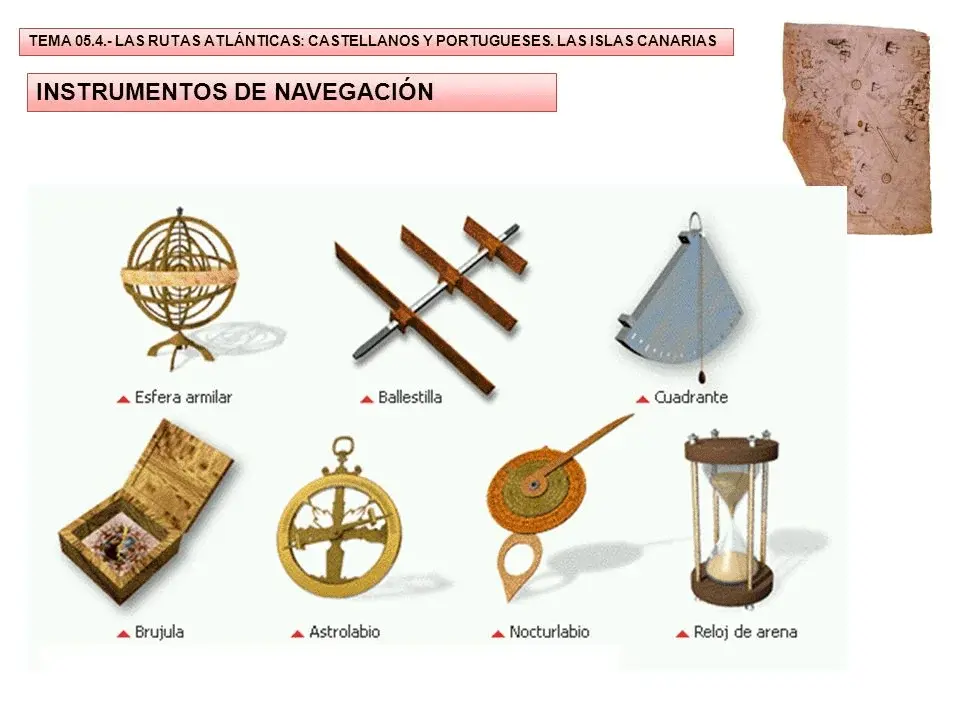 TEMA 05.4.- LAS RUTAS ATLÁNTICAS: CASTELLANOS Y PORTUGUESES. LAS ISLAS CANARIAS
INSTRUMENTOS DE NAVEGACIÓN
Esfera armilar
Ballestilla
Cuadrante
Brujula
Astrolabio
Nocturlabio
Reloj de arena